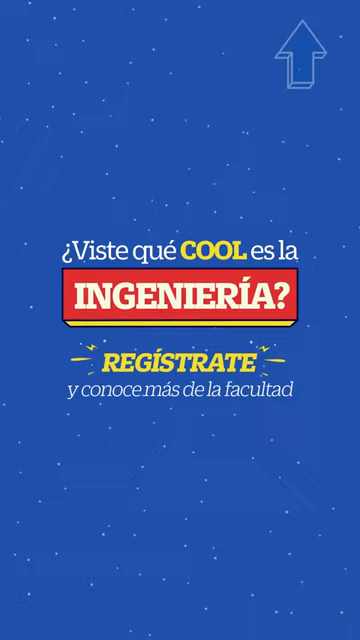 ¿Viste qué COOL es la
INGENIERÍA?
REGÍSTRATE
y conoce más de la facultad